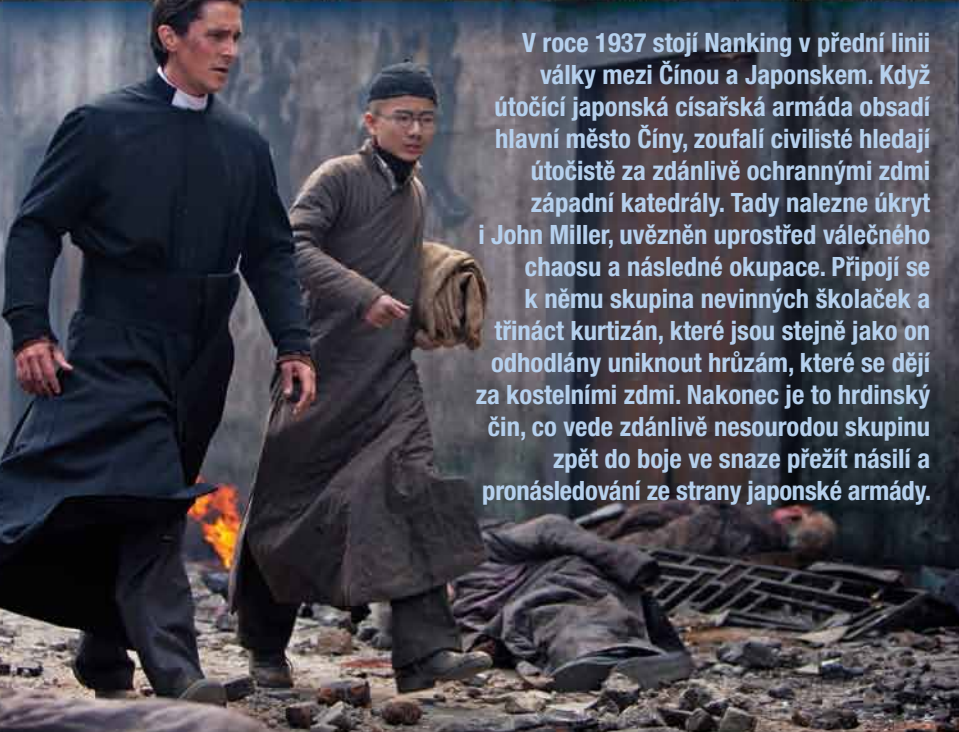 V roce 1937 stojí Nanking v přední linii
války mezi Čínou a Japonskem. Když
útočící japonská císařská armáda obsadí
hlavní město Číny, zoufalí civilisté hledají
útočiště za zdánlivě ochrannými zdmi
západní katedrály. Tady nalezne úkryt
i John Miller, uvězněn uprostřed válečného
chaosu a následné okupace. Připojí se
k němu skupina nevinných školaček a
třináct kurtizán, které jsou stejně jako on
odhodlány uniknout hrůzám, které se dějí
za kostelními zdmi. Nakonec je to hrdinský
čin, co vede zdánlivě nesourodou skupinu
zpět do boje ve snaze přežít násilí a
pronásledování ze strany japonské armády.